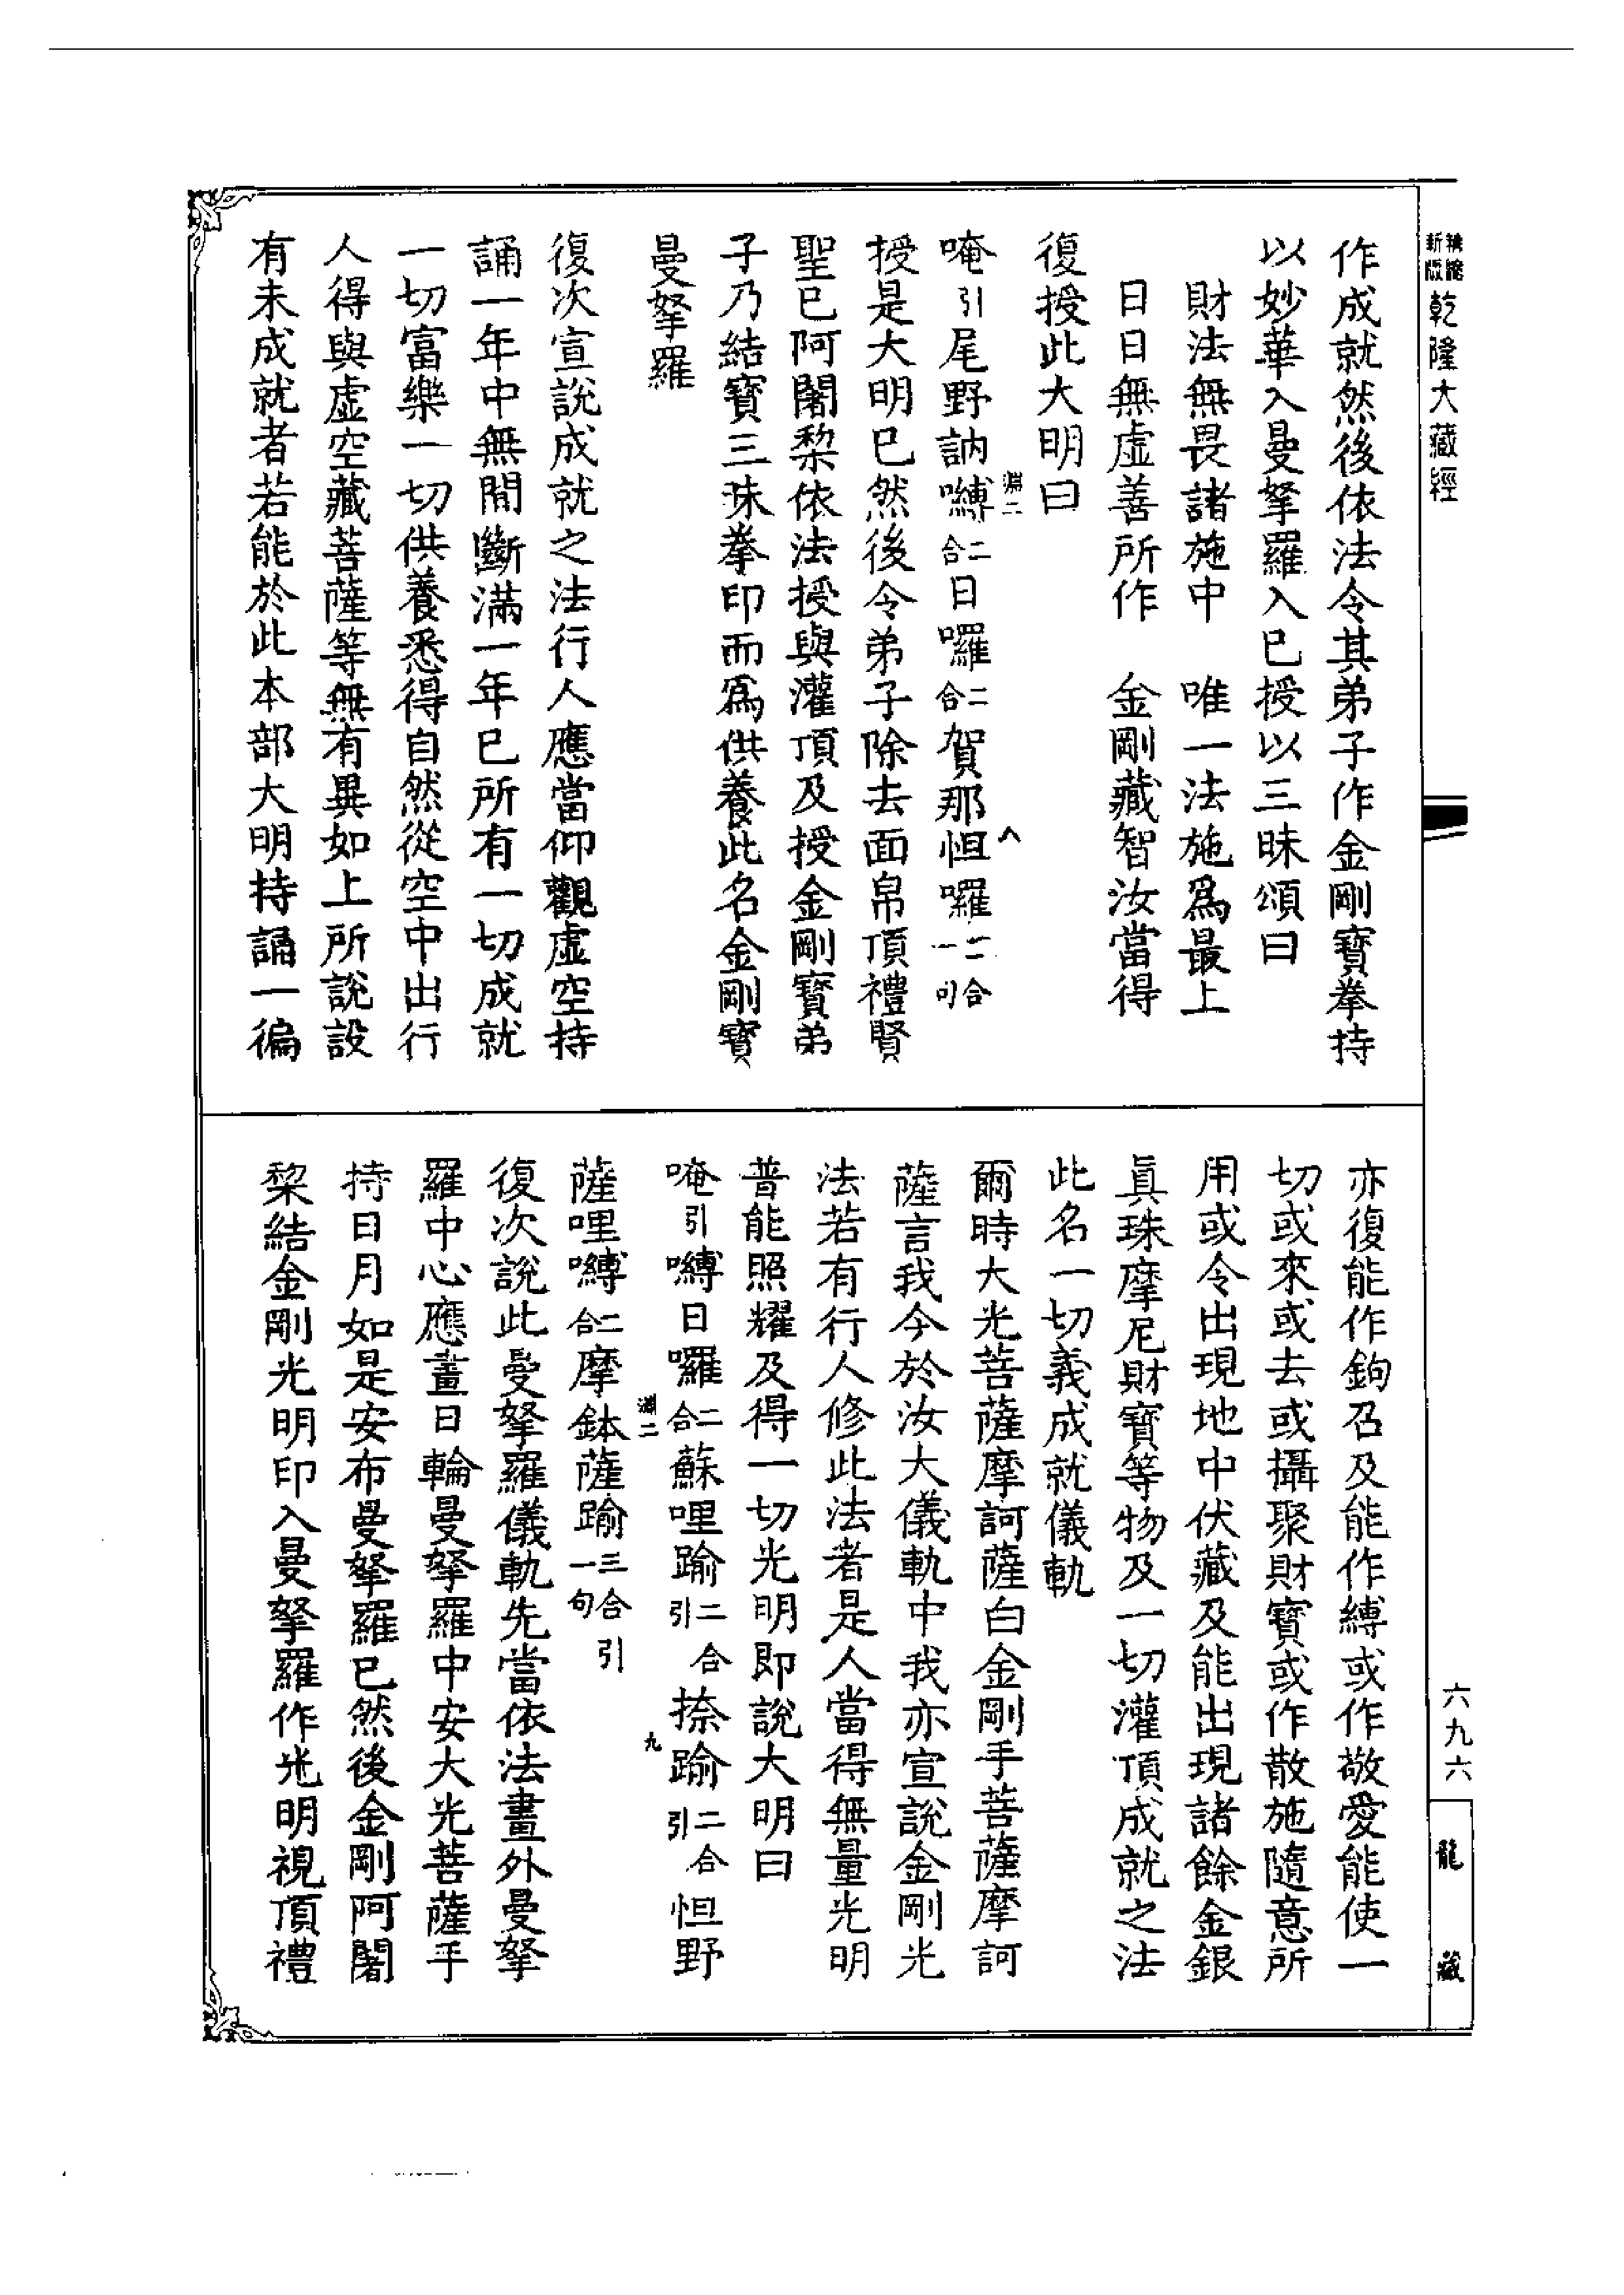 新縮
版縮
乾隆大藏經
六九六
龍藏
作成就然後依法令其弟子作金剛寶拳持
以妙華入曼拏羅入已授以三昧頌曰
財法無畏諸施中　唯一法施為最上
日日無虛善所作　金剛藏智汝當得
復授此大明曰
淵二　八
唵引尾野訥嚩二合日囉二合賀那怛囉二合一句
授是大明已然後令弟子除去面帛頂禮賢
聖已阿闍梨依法授與灌頂及授金剛寶弟
子乃結寶三昧拳印而為供養此名金剛寶
曼拏羅
復次宣說成就之法行人應當仰觀虛空持
誦一年中無間斷滿一年已所有一切成就
一切富樂一切供養悉得自然從空中出行
人得與虛空藏菩薩等無有異如上所說設
有未成就者若能於此本部大明持誦一徧
亦復能作鉤召及能作縛或作敬愛能使一
切或來或去或攝聚財寶或作散施隨意所
用或令出現地中伏藏及能出現諸餘金銀
真珠摩尼財寶等物及一切灌頂成就之法
此名一切義成就儀軌
爾時大光菩薩摩訶薩白金剛手菩薩摩訶
薩言我今於汝大儀軌中我亦宣說金剛光
法若有行人修此法者是人當得無量光明
普能照耀及得一切光明即說大明曰
唵引嚩日囉二合蘇哩踰二合引捺踰二合引怛野
淵二　九
薩哩嚩二合摩鉢薩踰三合引一句
復次說此曼拏羅儀軌先當依法畫外曼拏
羅中心應畫日輪曼拏羅中安大光菩薩手
持日月如是安布曼拏羅已然後金剛阿闍
梨結金剛光明印入曼拏羅作光明視頂禮